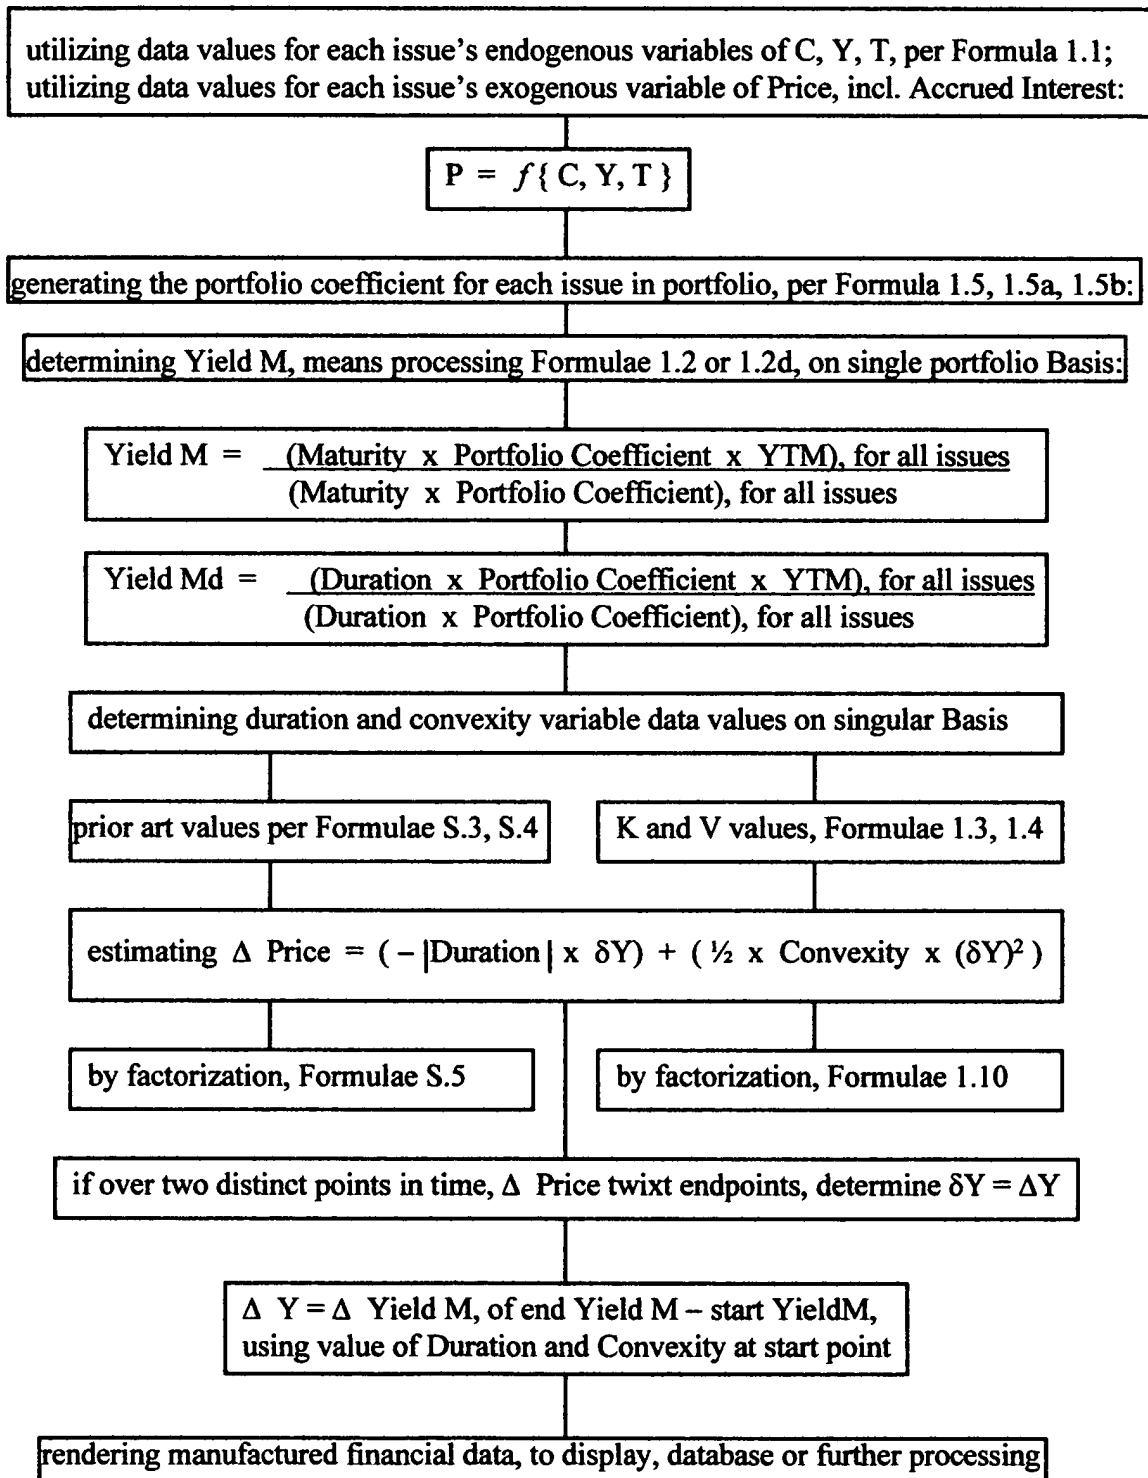 utilizing data values for each issue's endogenous variables of C, Y, T, per Formula 1.1;
utilizing data values for each issue's exogenous variable of Price, incl. Accrued Interest:
P = f{ C, Y, T }
generating the portfolio coefficient for each issue in portfolio, per Formula 1.5, 1.5a, 1.5b:
determining Yield M, means processing Formulae 1.2 or 1.2d, on single portfolio Basis:
Yield M = (Maturity x Portfolio Coefficient x YTM), for all issues
(Maturity x Portfolio Coefficient), for all issues
Yield Md = (Duration x Portfolio Coefficient x YTM), for all issues
(Duration x Portfolio Coefficient), for all issues
determining duration and convexity variable data values on singular Basis
prior art values per Formulae S.3, S.4
K and V values, Formulae 1.3, 1.4
estimating Δ Price = ( – |Duration| x δY) + ( ½ x Convexity x (δY)² )
by factorization, Formulae S.5
by factorization, Formulae 1.10
if over two distinct points in time, Δ Price twixt endpoints, determine δY = ΔY
Δ Y = Δ Yield M, of end Yield M – start YieldM,
using value of Duration and Convexity at start point
rendering manufactured financial data, to display, database or further processing